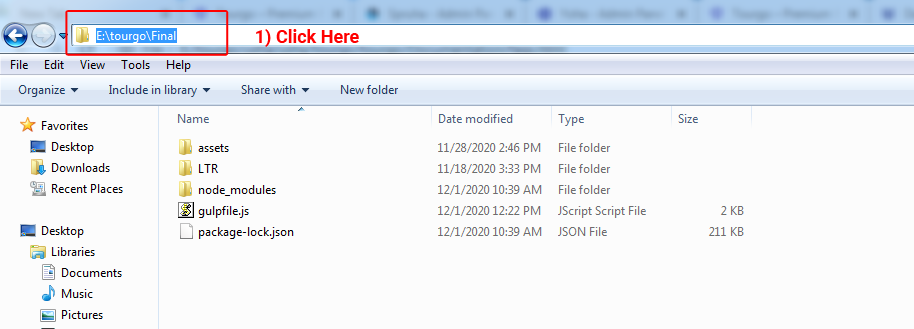 E:\tourgo\Final
1) Click Here
File Edit View Tools Help
Organize Include in library Share with New folder
Name Date modified Type Size
Favorites
Desktop
Downloads
Recent Places
Desktop
Libraries
Documents
Music
Pictures
assets 11/28/2020 2:46 PM File folder
LTR 11/18/2020 3:33 PM File folder
node_modules 12/1/2020 10:39 AM File folder
gulpfile.js 12/1/2020 12:22 PM JScript Script File 2 KB
package-lock.json 12/1/2020 10:39 AM JSON File 211 KB